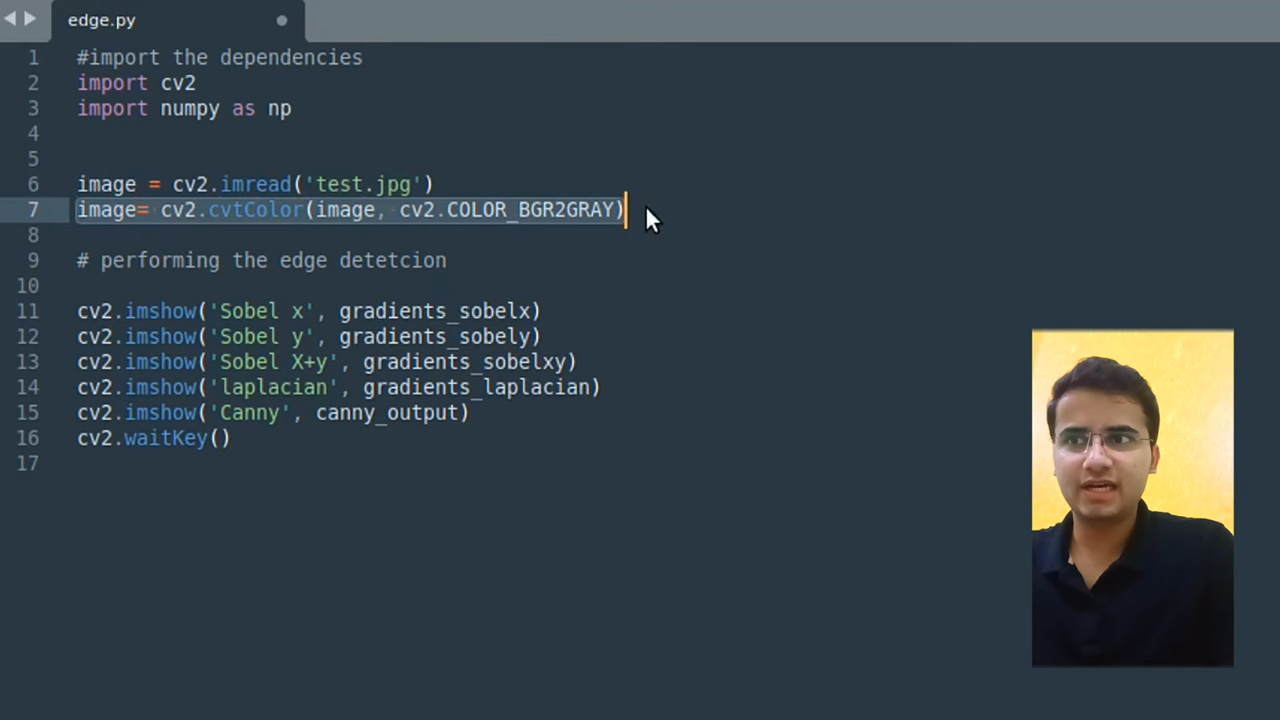 edge.py
1 #import the dependencies
2 import cv2
3 import numpy as np
4
5
6 image = cv2.imread('test.jpg')
7 image= cv2.cvtColor(image, cv2.COLOR_BGR2GRAY)
8
9 # performing the edge detetcion
10
11 cv2.imshow('Sobel x', gradients_sobelx)
12 cv2.imshow('Sobel y', gradients_sobely)
13 cv2.imshow('Sobel X+y', gradients_sobelxy)
14 cv2.imshow('laplacian', gradients_laplacian)
15 cv2.imshow('Canny', canny_output)
16 cv2.waitKey()
17